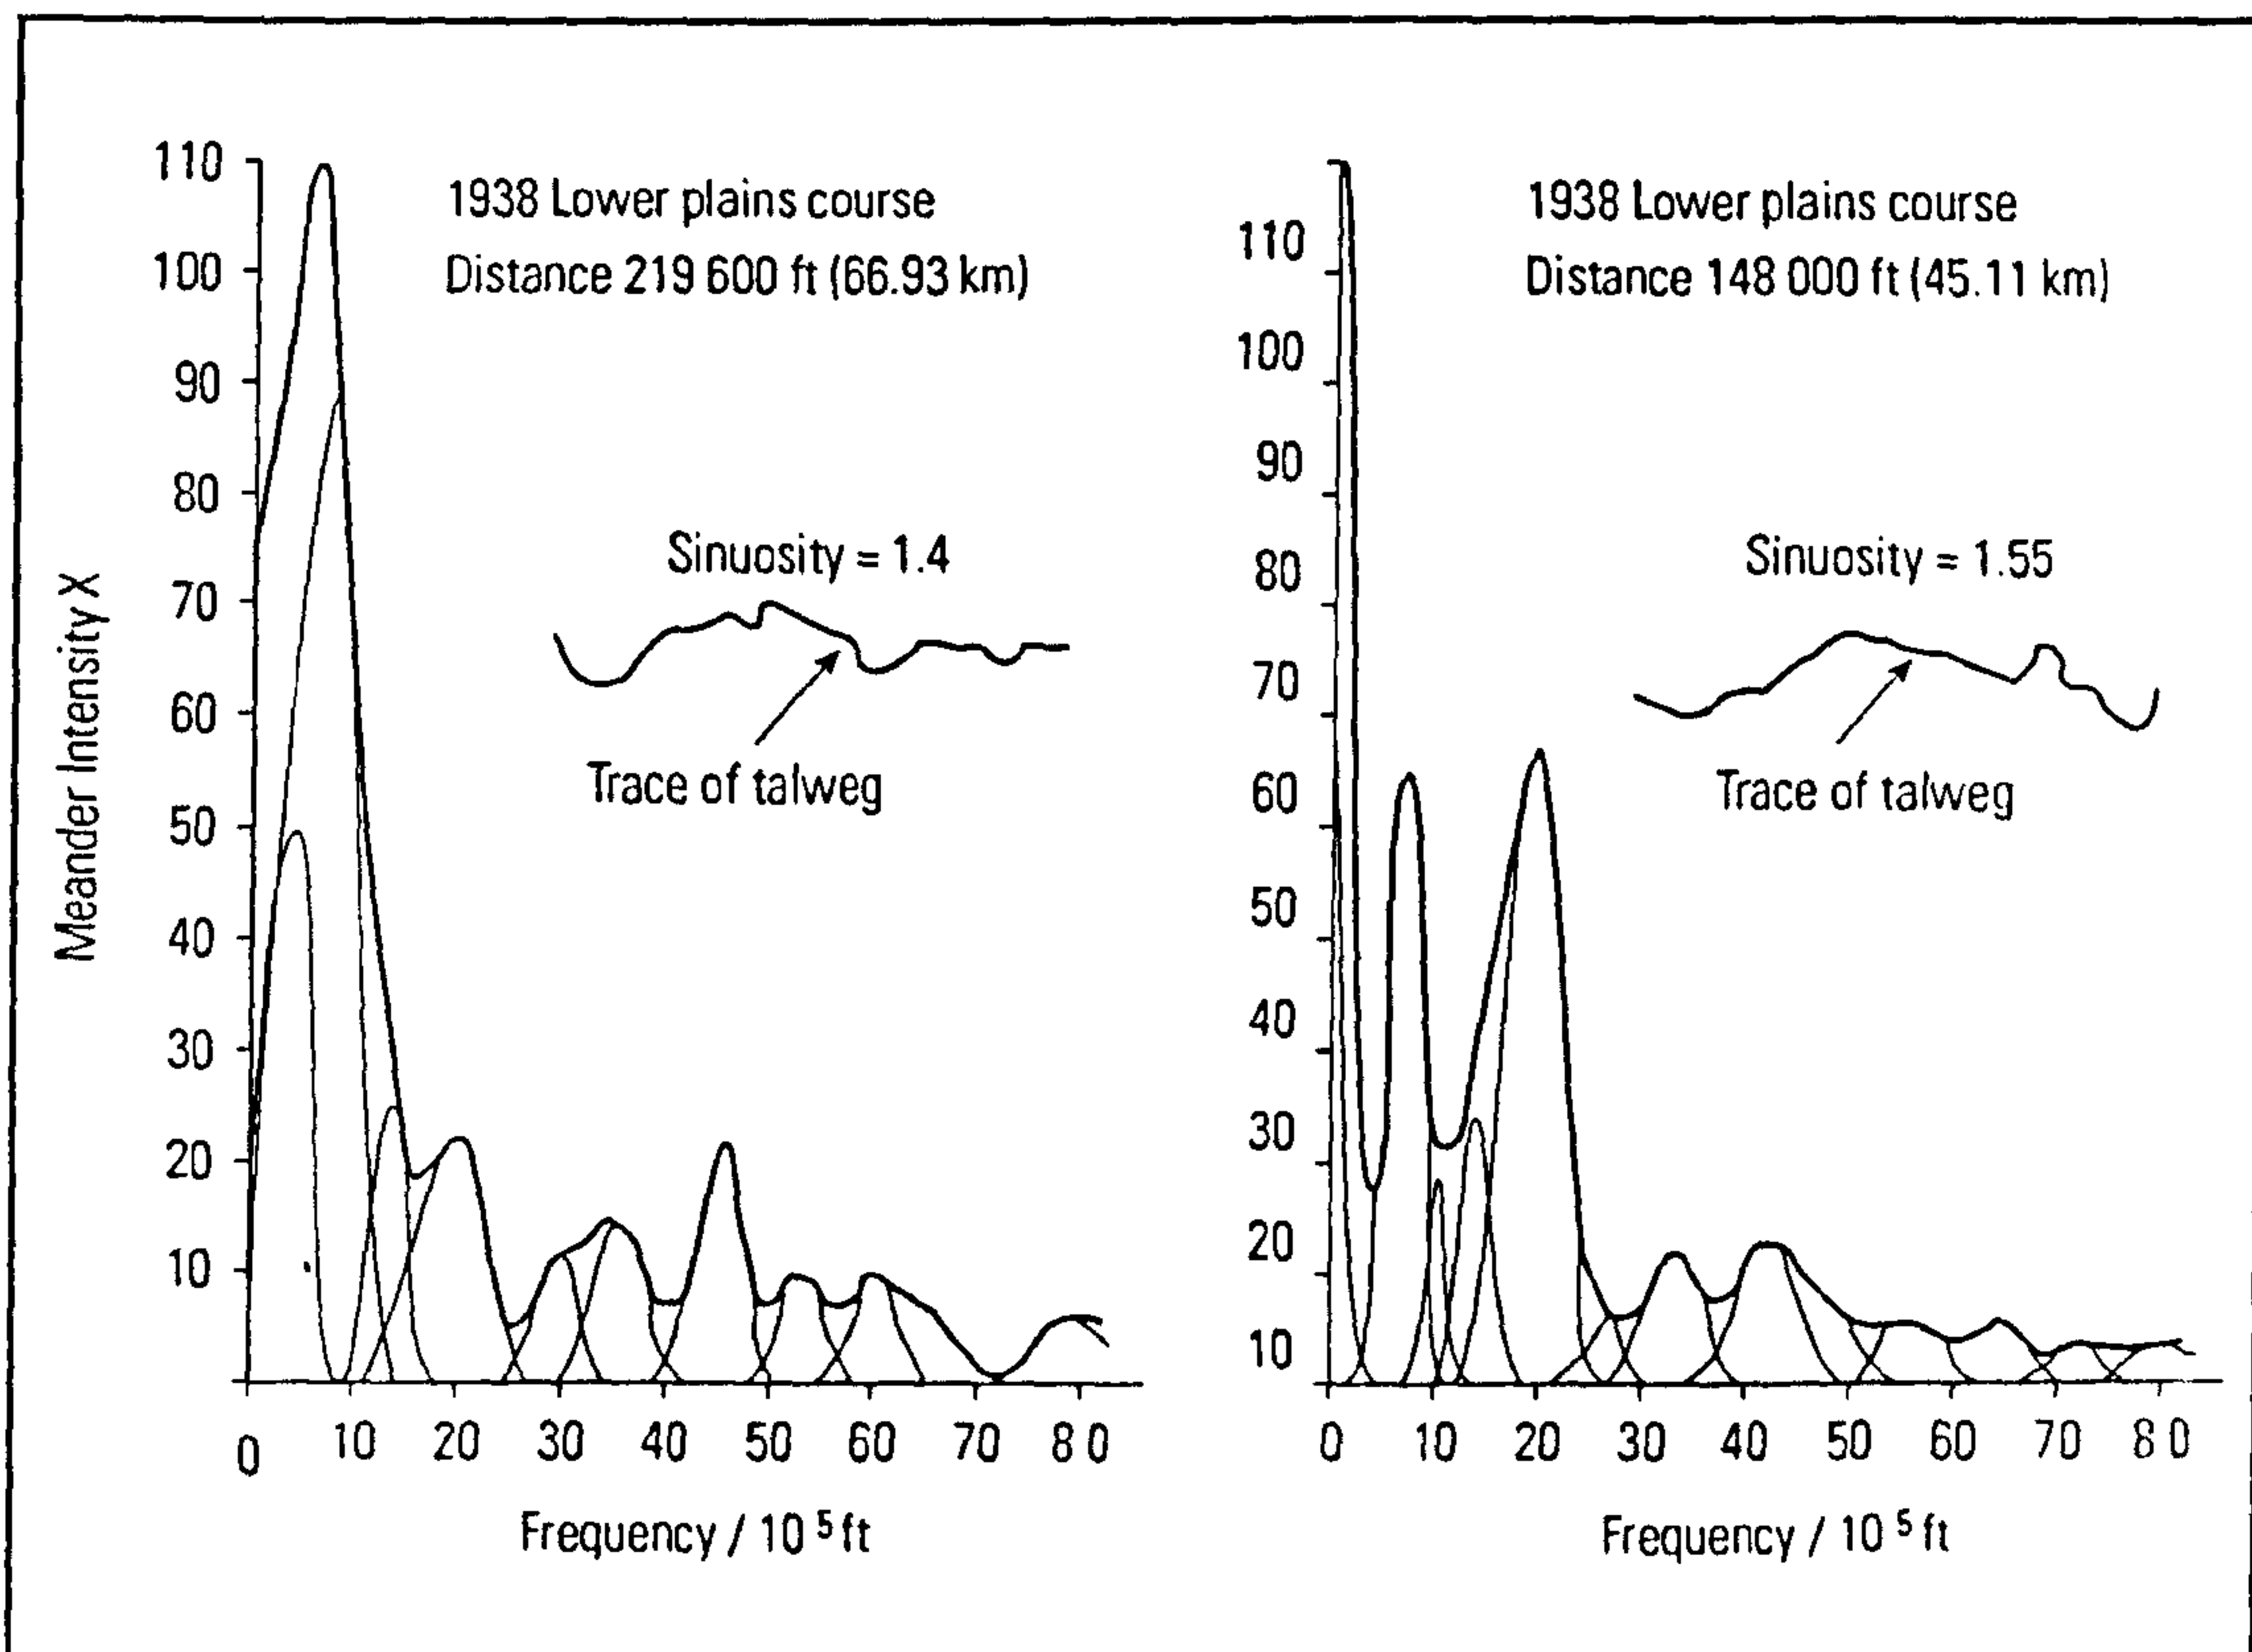 1938 Lower plains course
Distance 219 600 ft (66.93 km)
110
100
90
80
70
60
50
40
30
20
10
Meander Intensity X
Sinuosity = 1.4
Trace of talweg
0 10 20 30 40 50 60 70 80
Frequency / 10 5 ft
1938 Lower plains course
Distance 148 000 ft (45.11 km)
110
100
90
80
70
60
50
40
30
20
10
Sinuosity = 1.55
Trace of talweg
0 10 20 30 40 50 60 70 80
Frequency / 10 5 ft